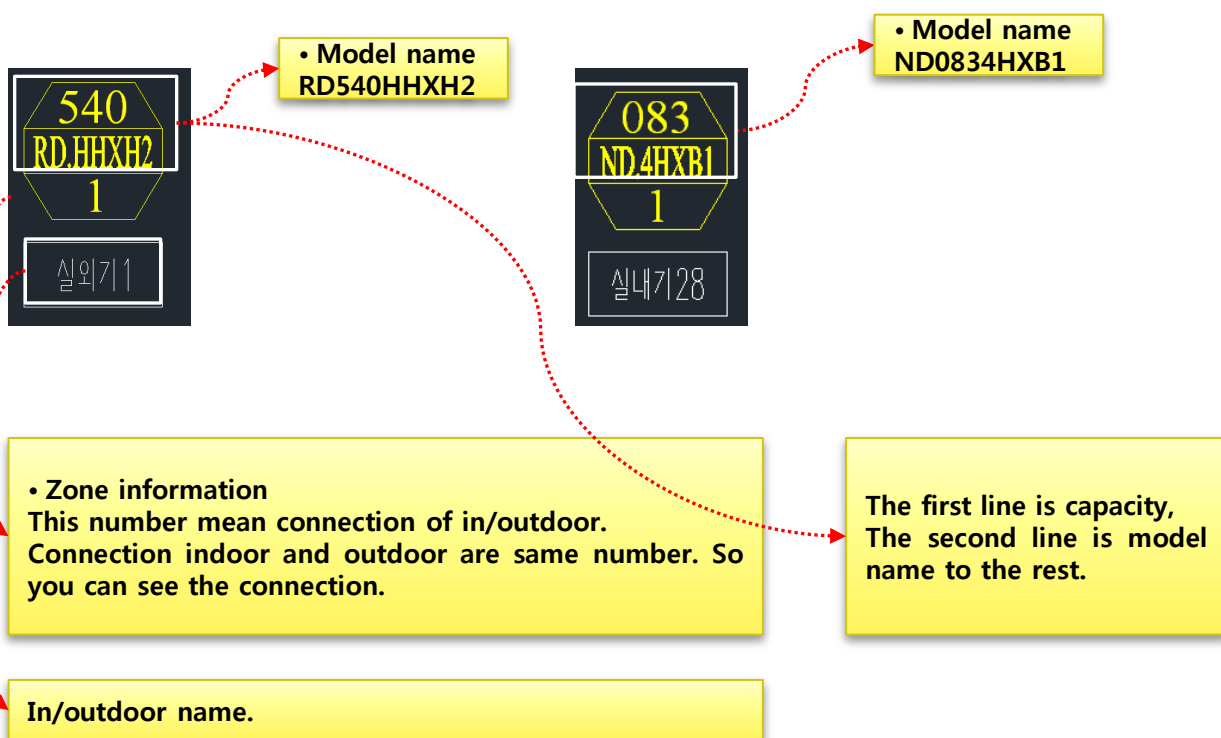 • Model name
RD540HHXH2
• Model name
ND0834HXB1
540
RD.HHXH2
1
실외기1
083
ND.4HXB1
1
실내기28
• Zone information
This number mean connection of in/outdoor.
Connection indoor and outdoor are same number. So
you can see the connection.
The first line is capacity,
The second line is model
name to the rest.
In/outdoor name.